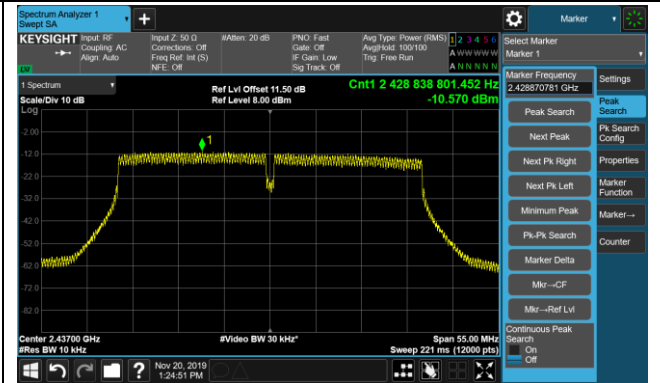 Spectrum Analyzer 1
Swept SA
+
Marker
KEYSIGHT
Input: RF
Coupling: AC
Align: Auto
Input Z: 50 Ω
Corrections: Off
Freq Ref: Int (S)
NFE: Off
#Atten: 20 dB
PNO: Fast
Gate: Off
IF Gain: Low
Sig Track: Off
Avg Type: Power (RMS)
Avg|Hold: 100/100
Trig: Free Run
1 2 3 4 5 6
A W W W W W
A N N N N N
Select Marker
Marker 1
1 Spectrum
Scale/Div 10 dB
Log
Ref Lvl Offset 11.50 dB
Ref Level 8.00 dBm
Cnt1 2 428 838 801.452 Hz
-10.570 dBm
1
-2.00
-12.0
-22.0
-32.0
-42.0
-52.0
-62.0
-72.0
-82.0
Center 2.43700 GHz
#Res BW 10 kHz
#Video BW 30 kHz*
Span 55.00 MHz
Sweep 221 ms (12000 pts)
Marker Frequency
2.428870781 GHz
Peak Search
Next Peak
Next Pk Right
Next Pk Left
Minimum Peak
Pk-Pk Search
Marker Delta
Mkr→CF
Mkr→Ref Lvl
Continuous Peak
Search
On
Off
Settings
Peak
Search
Pk Search
Config
Properties
Marker
Function
Marker→
Counter
?
Nov 20, 2019
1:24:51 PM